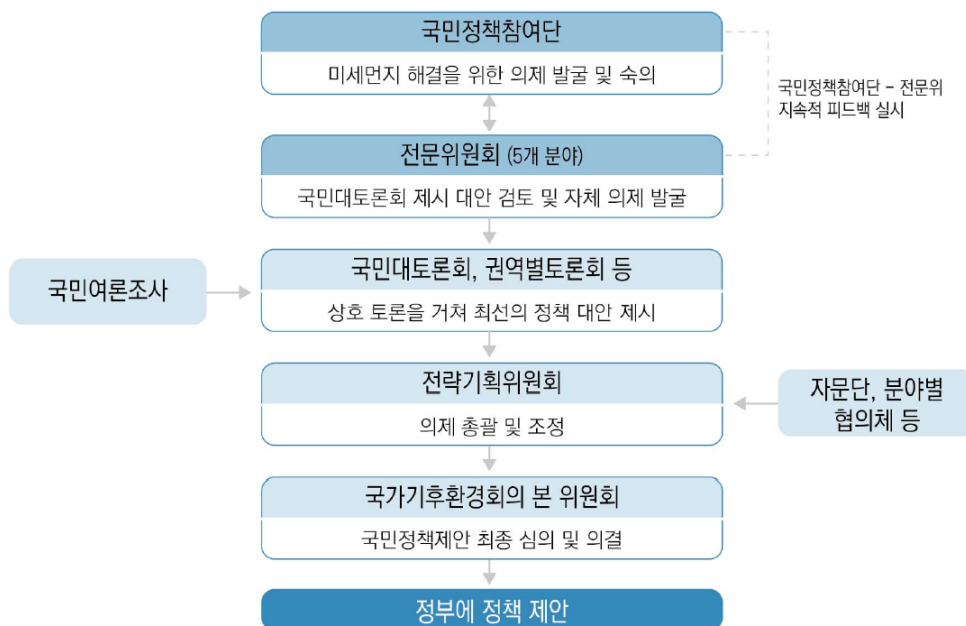 국민정책참여단
미세먼지 해결을 위한 의제 발굴 및 숙의
국민정책참여단 – 전문위
지속적 피드백 실시
전문위원회 (5개 분야)
국민대토론회 제시 대안 검토 및 자체 의제 발굴
국민여론조사
국민대토론회, 권역별토론회 등
상호 토론을 거쳐 최선의 정책 대안 제시
전략기획위원회
의제 총괄 및 조정
자문단, 분야별
협의체 등
국가기후환경회의 본 위원회
국민정책제안 최종 심의 및 의결
정부에 정책 제안